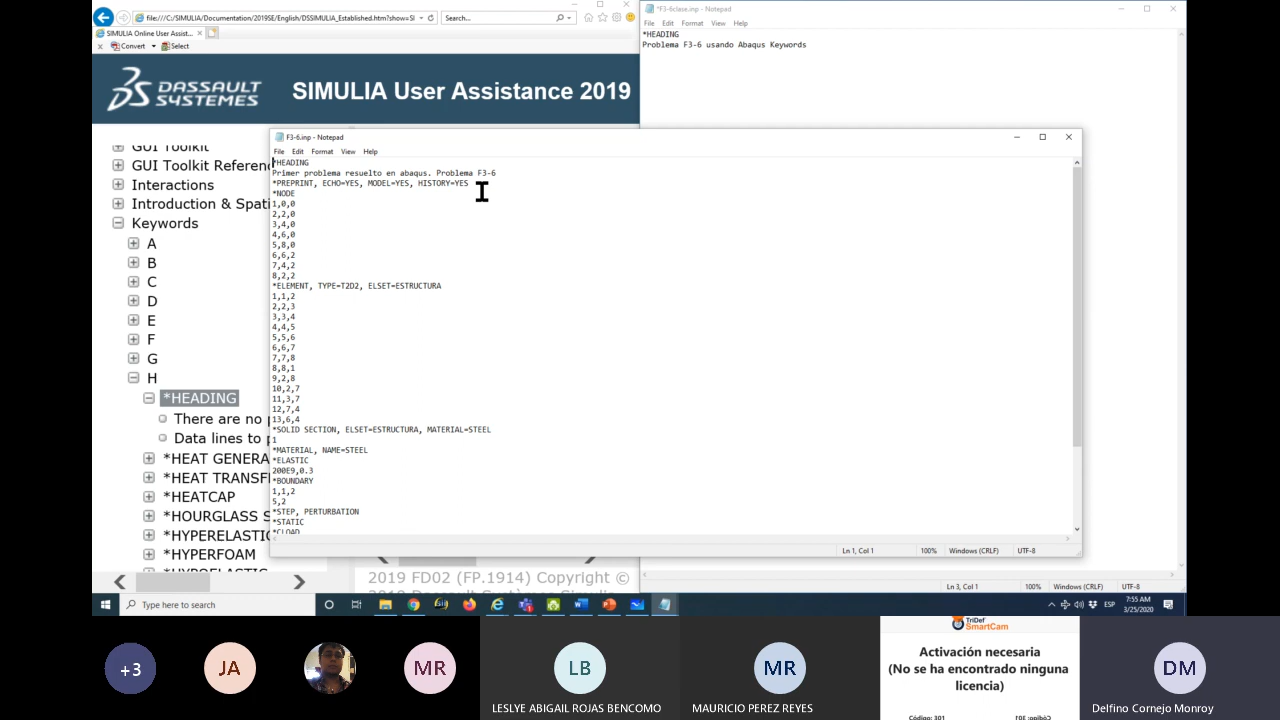 file:///C:/SIMULIA/Documentation/2019SE/English/DSSIMULIA_Established.htm?show=SI
Search...
SIMULIA Online User Assist...
Convert
Select
DASSAULT
SYSTEMES
SIMULIA User Assistance 2019
GUI Toolkit
GUI Toolkit Referenc
Interactions
Introduction & Spati
Keywords
A
B
C
D
E
F
G
H
*HEADING
There are no p
Data lines to p
*HEAT GENERA
*HEAT TRANSF
*HEATCAP
*HOURGLASS S
*HYPERELASTIC
*HYPERFOAM
2019 FD02 (FP.1914) Copyright ©
*F3-6clase.inp - Notepad
File Edit Format View Help
*HEADING
Problema F3-6 usando Abaqus Keywords
Ln 3, Col 1
100%
Windows (CRLF)
UTF-8
F3-6.inp - Notepad
File Edit Format View Help
*HEADING
Primer problema resuelto en abaqus. Problema F3-6
*PREPRINT, ECHO=YES, MODEL=YES, HISTORY=YES
*NODE
1,0,0
2,2,0
3,4,0
4,6,0
5,8,0
6,6,2
7,4,2
8,2,2
*ELEMENT, TYPE=T2D2, ELSET=ESTRUCTURA
1,1,2
2,2,3
3,3,4
4,4,5
5,5,6
6,6,7
7,7,8
8,8,1
9,2,8
10,2,7
11,3,7
12,7,4
13,6,4
*SOLID SECTION, ELSET=ESTRUCTURA, MATERIAL=STEEL
1
*MATERIAL, NAME=STEEL
*ELASTIC
200E9,0.3
*BOUNDARY
1,1,2
5,2
*STEP, PERTURBATION
*STATIC
*CLOAD
Ln 1, Col 1
100%
Windows (CRLF)
UTF-8
Type here to search
ESP
7:55 AM
3/25/2020
+3
JA
MR
LB
LESLYE ABIGAIL ROJAS BENCOMO
MR
MAURICIO PEREZ REYES
TriDef
SmartCam
Activación necesaria
(No se ha encontrado ninguna
licencia)
Código: 301
Código: 301
DM
Delfino Cornejo Monroy